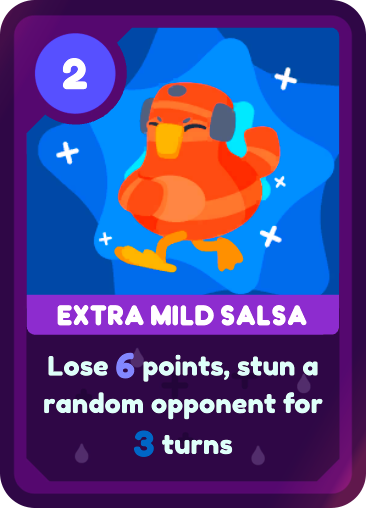 2
EXTRA MILD SALSA
Lose 6 points, stun a
random opponent for
3 turns